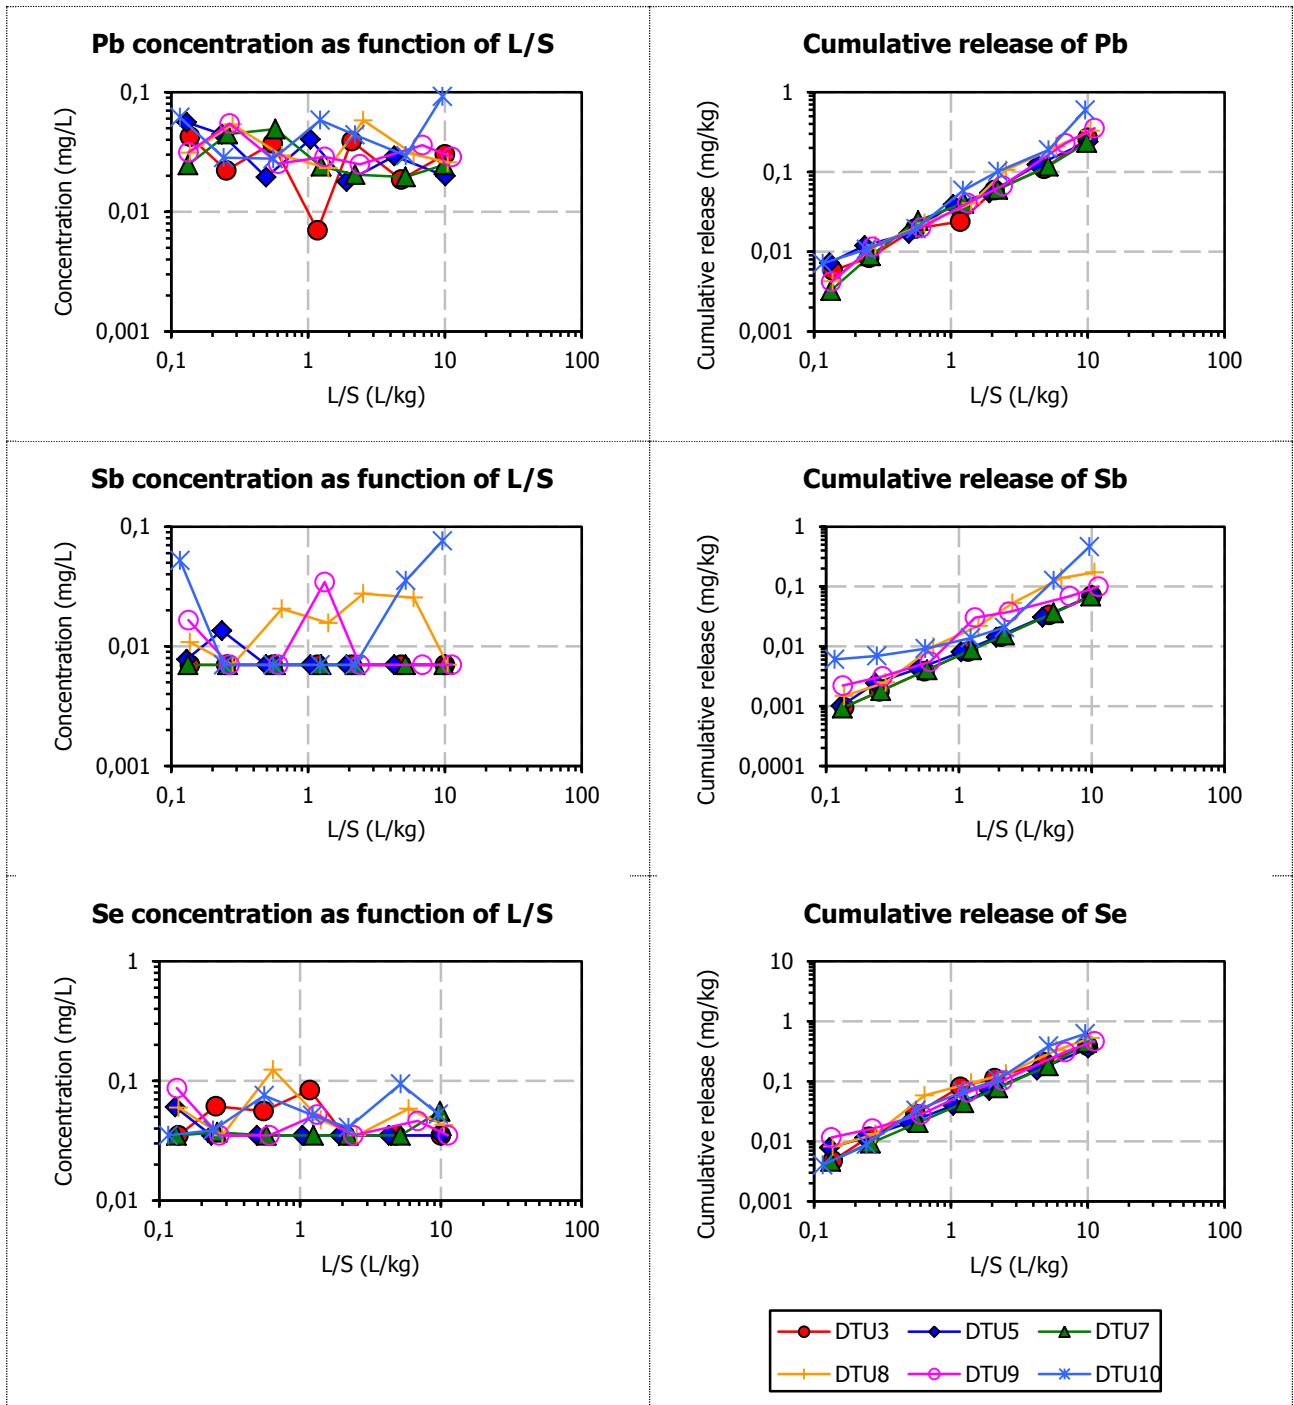 Pb concentration as function of L/S
Concentration (mg/L)
0,1
0,01
0,001
0,1 1 10 100
L/S (L/kg)
Cumulative release of Pb
Cumulative release (mg/kg)
1
0,1
0,01
0,001
0,1 1 10 100
L/S (L/kg)
Sb concentration as function of L/S
Concentration (mg/L)
0,1
0,01
0,001
0,1 1 10 100
L/S (L/kg)
Cumulative release of Sb
Cumulative release (mg/kg)
1
0,1
0,01
0,001
0,0001
0,1 1 10 100
L/S (L/kg)
Se concentration as function of L/S
Concentration (mg/L)
1
0,1
0,01
0,1 1 10 100
L/S (L/kg)
Cumulative release of Se
Cumulative release (mg/kg)
10
1
0,1
0,01
0,001
0,1 1 10 100
L/S (L/kg)
DTU3 DTU5 DTU7
DTU8 DTU9 DTU10